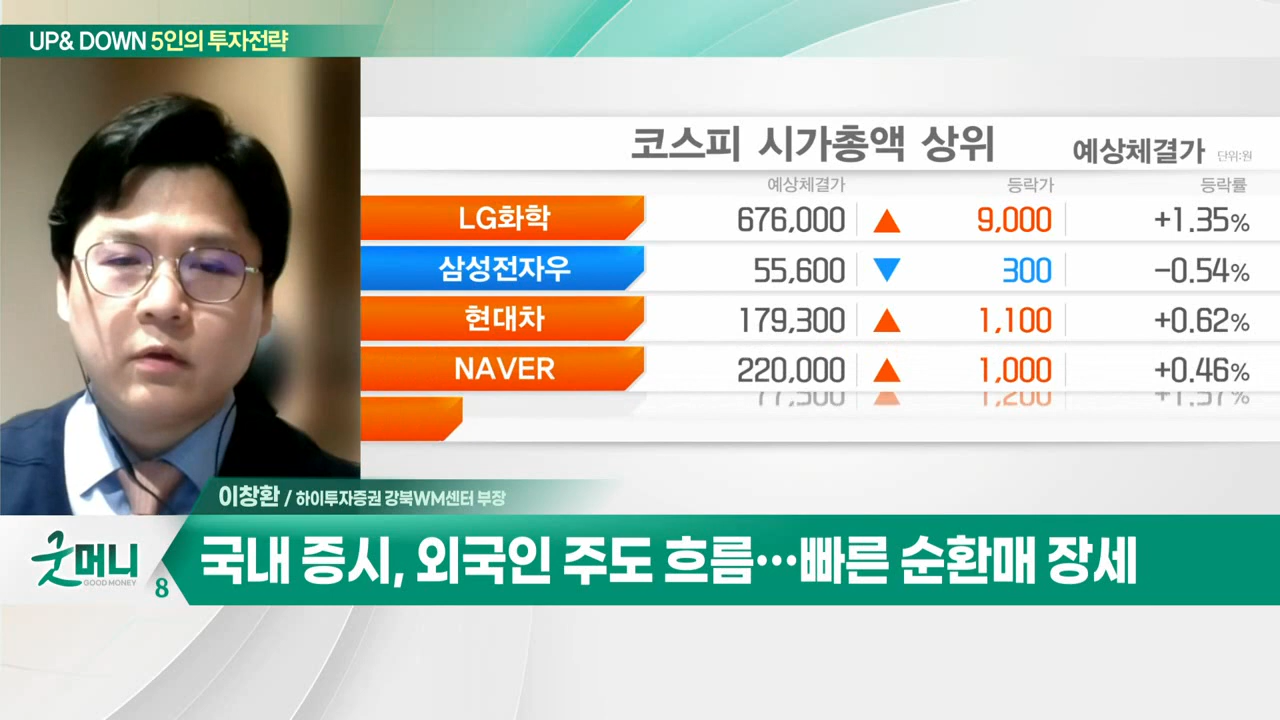 UP& DOWN 5인의 투자전략
코스피 시가총액 상위 예상체결가 단위:원
예상체결가 등락가 등락률
LG화학 676,000 ▲ 9,000 +1.35%
삼성전자우 55,600 ▼ 300 -0.54%
현대차 179,300 ▲ 1,100 +0.62%
NAVER 220,000 ▲ 1,000 +0.46%
77,500 ▲ 1,200 +1.57%
이창환 / 하이투자증권 강북WM센터 부장
굿머니
GOOD MONEY
8
국내 증시, 외국인 주도 흐름…빠른 순환매 장세